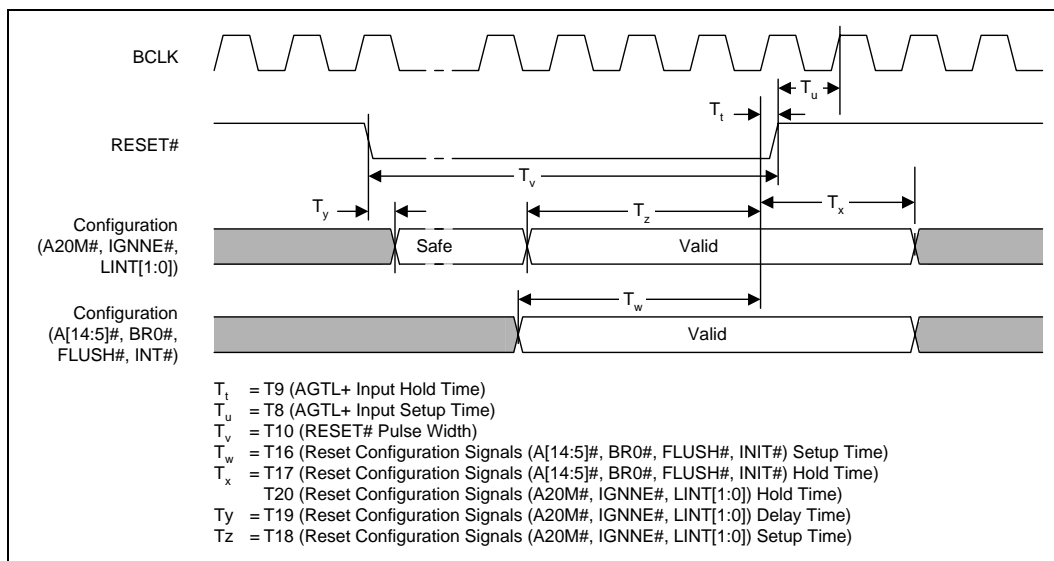 BCLK
T_u
T_t
RESET#
T_v
T_y
T_z
T_x
Configuration
(A20M#, IGNNE#,
LINT[1:0])
Safe
Valid
T_w
Configuration
(A[14:5]#, BR0#,
FLUSH#, INT#)
Valid
T_t = T9 (AGTL+ Input Hold Time)
T_u = T8 (AGTL+ Input Setup Time)
T_v = T10 (RESET# Pulse Width)
T_w = T16 (Reset Configuration Signals (A[14:5]#, BR0#, FLUSH#, INIT#) Setup Time)
T_x = T17 (Reset Configuration Signals (A[14:5]#, BR0#, FLUSH#, INIT#) Hold Time)
T20 (Reset Configuration Signals (A20M#, IGNNE#, LINT[1:0]) Hold Time)
Ty = T19 (Reset Configuration Signals (A20M#, IGNNE#, LINT[1:0]) Delay Time)
Tz = T18 (Reset Configuration Signals (A20M#, IGNNE#, LINT[1:0]) Setup Time)